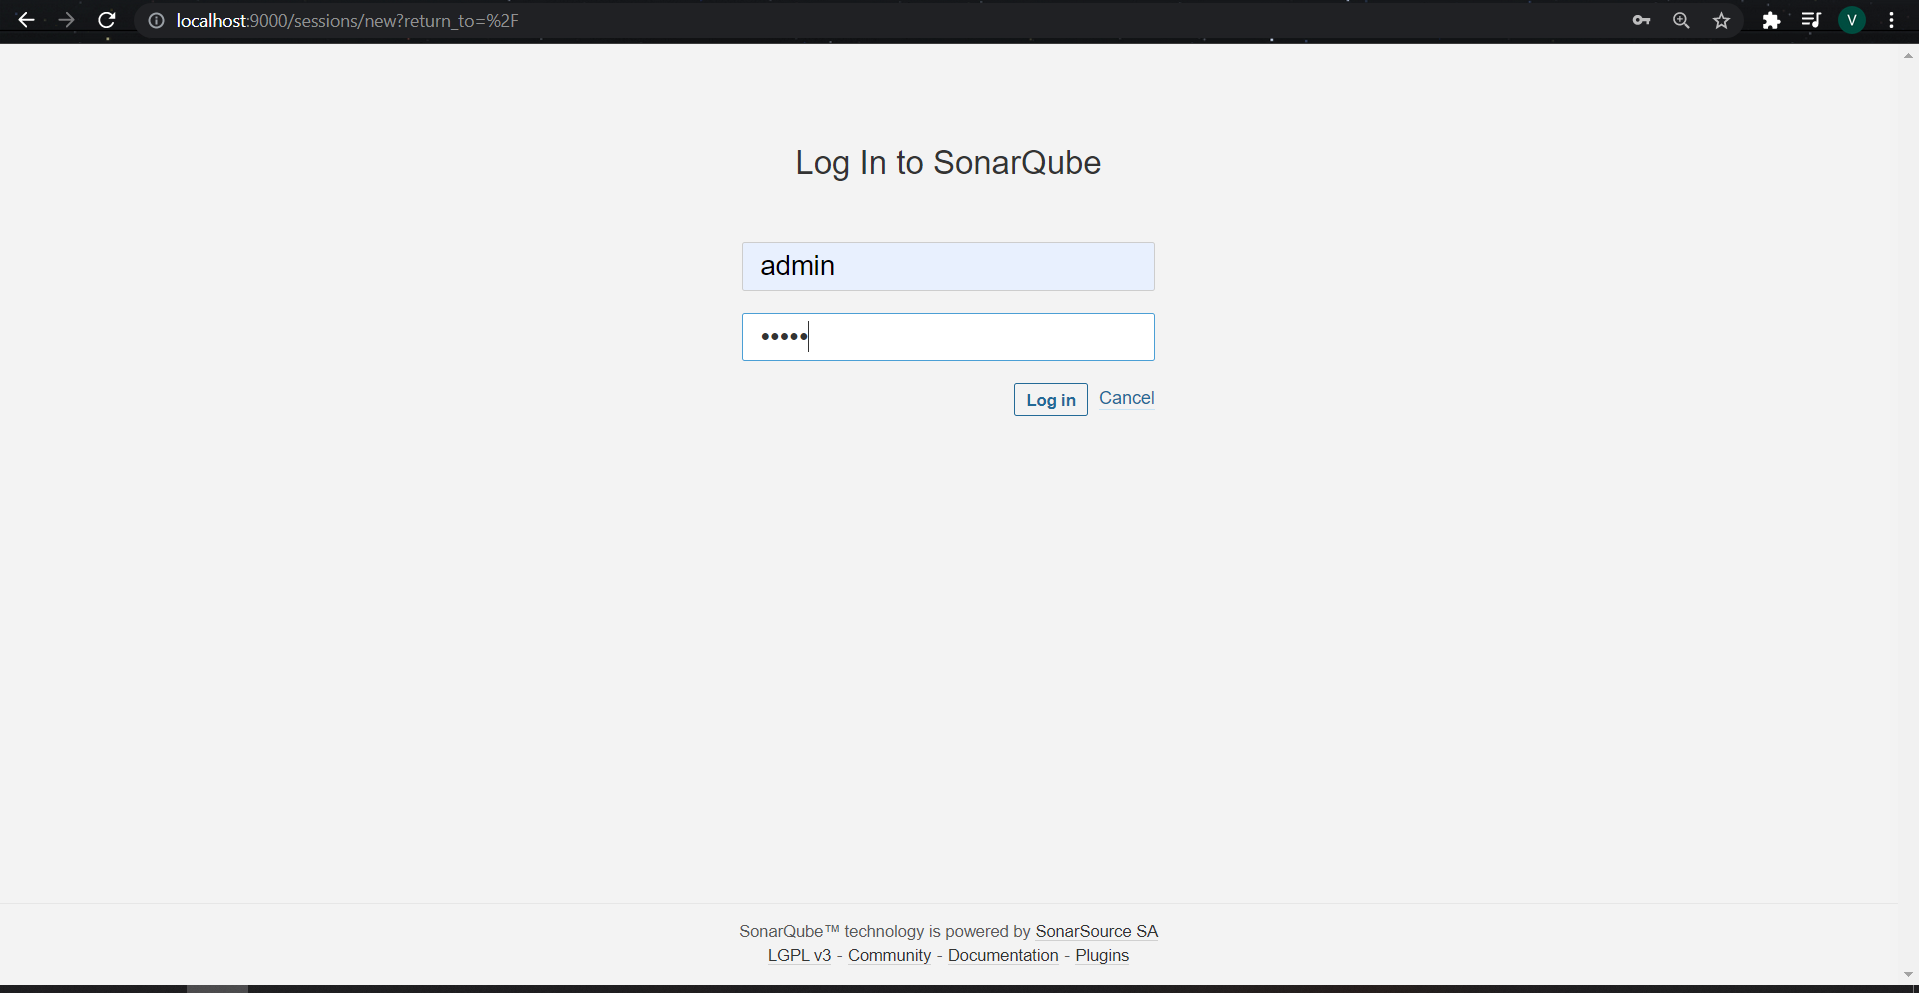 localhost:9000/sessions/new?return_to=%2F
V
Log In to SonarQube
admin
•••••
Log in Cancel
SonarQube™ technology is powered by SonarSource SA
LGPL v3 - Community - Documentation - Plugins